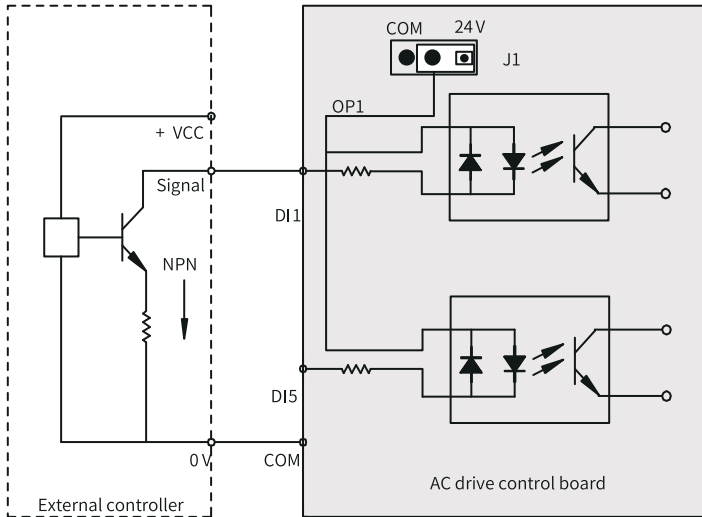 COM 24 V
J1
OP1
+ VCC
Signal
DI1
NPN
DI5
0 V COM
AC drive control board
External controller